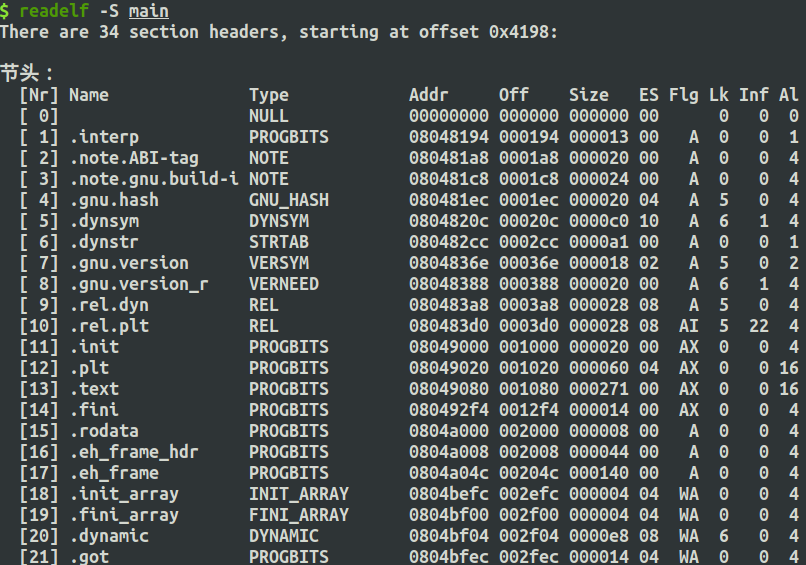 $ readelf -S main
There are 34 section headers, starting at offset 0x4198:
节头：
[Nr] Name Type Addr Off Size ES Flg Lk Inf Al
[ 0] NULL 00000000 000000 000000 00 0 0 0
[ 1] .interp PROGBITS 08048194 000194 000013 00 A 0 0 1
[ 2] .note.ABI-tag NOTE 080481a8 0001a8 000020 00 A 0 0 4
[ 3] .note.gnu.build-i NOTE 080481c8 0001c8 000024 00 A 0 0 4
[ 4] .gnu.hash GNU_HASH 080481ec 0001ec 000020 04 A 5 0 4
[ 5] .dynsym DYNSYM 0804820c 00020c 0000c0 10 A 6 1 4
[ 6] .dynstr STRTAB 080482cc 0002cc 0000a1 00 A 0 0 1
[ 7] .gnu.version VERSYM 0804836e 00036e 000018 02 A 5 0 2
[ 8] .gnu.version_r VERNEED 08048388 000388 000020 00 A 6 1 4
[ 9] .rel.dyn REL 080483a8 0003a8 000028 08 A 5 0 4
[10] .rel.plt REL 080483d0 0003d0 000028 08 AI 5 22 4
[11] .init PROGBITS 08049000 001000 000020 00 AX 0 0 4
[12] .plt PROGBITS 08049020 001020 000060 04 AX 0 0 16
[13] .text PROGBITS 08049080 001080 000271 00 AX 0 0 16
[14] .fini PROGBITS 080492f4 0012f4 000014 00 AX 0 0 4
[15] .rodata PROGBITS 0804a000 002000 000008 00 A 0 0 4
[16] .eh_frame_hdr PROGBITS 0804a008 002008 000044 00 A 0 0 4
[17] .eh_frame PROGBITS 0804a04c 00204c 000140 00 A 0 0 4
[18] .init_array INIT_ARRAY 0804befc 002efc 000004 04 WA 0 0 4
[19] .fini_array FINI_ARRAY 0804bf00 002f00 000004 04 WA 0 0 4
[20] .dynamic DYNAMIC 0804bf04 002f04 0000e8 08 WA 6 0 4
[21] .got PROGBITS 0804bfec 002fec 000014 04 WA 0 0 4